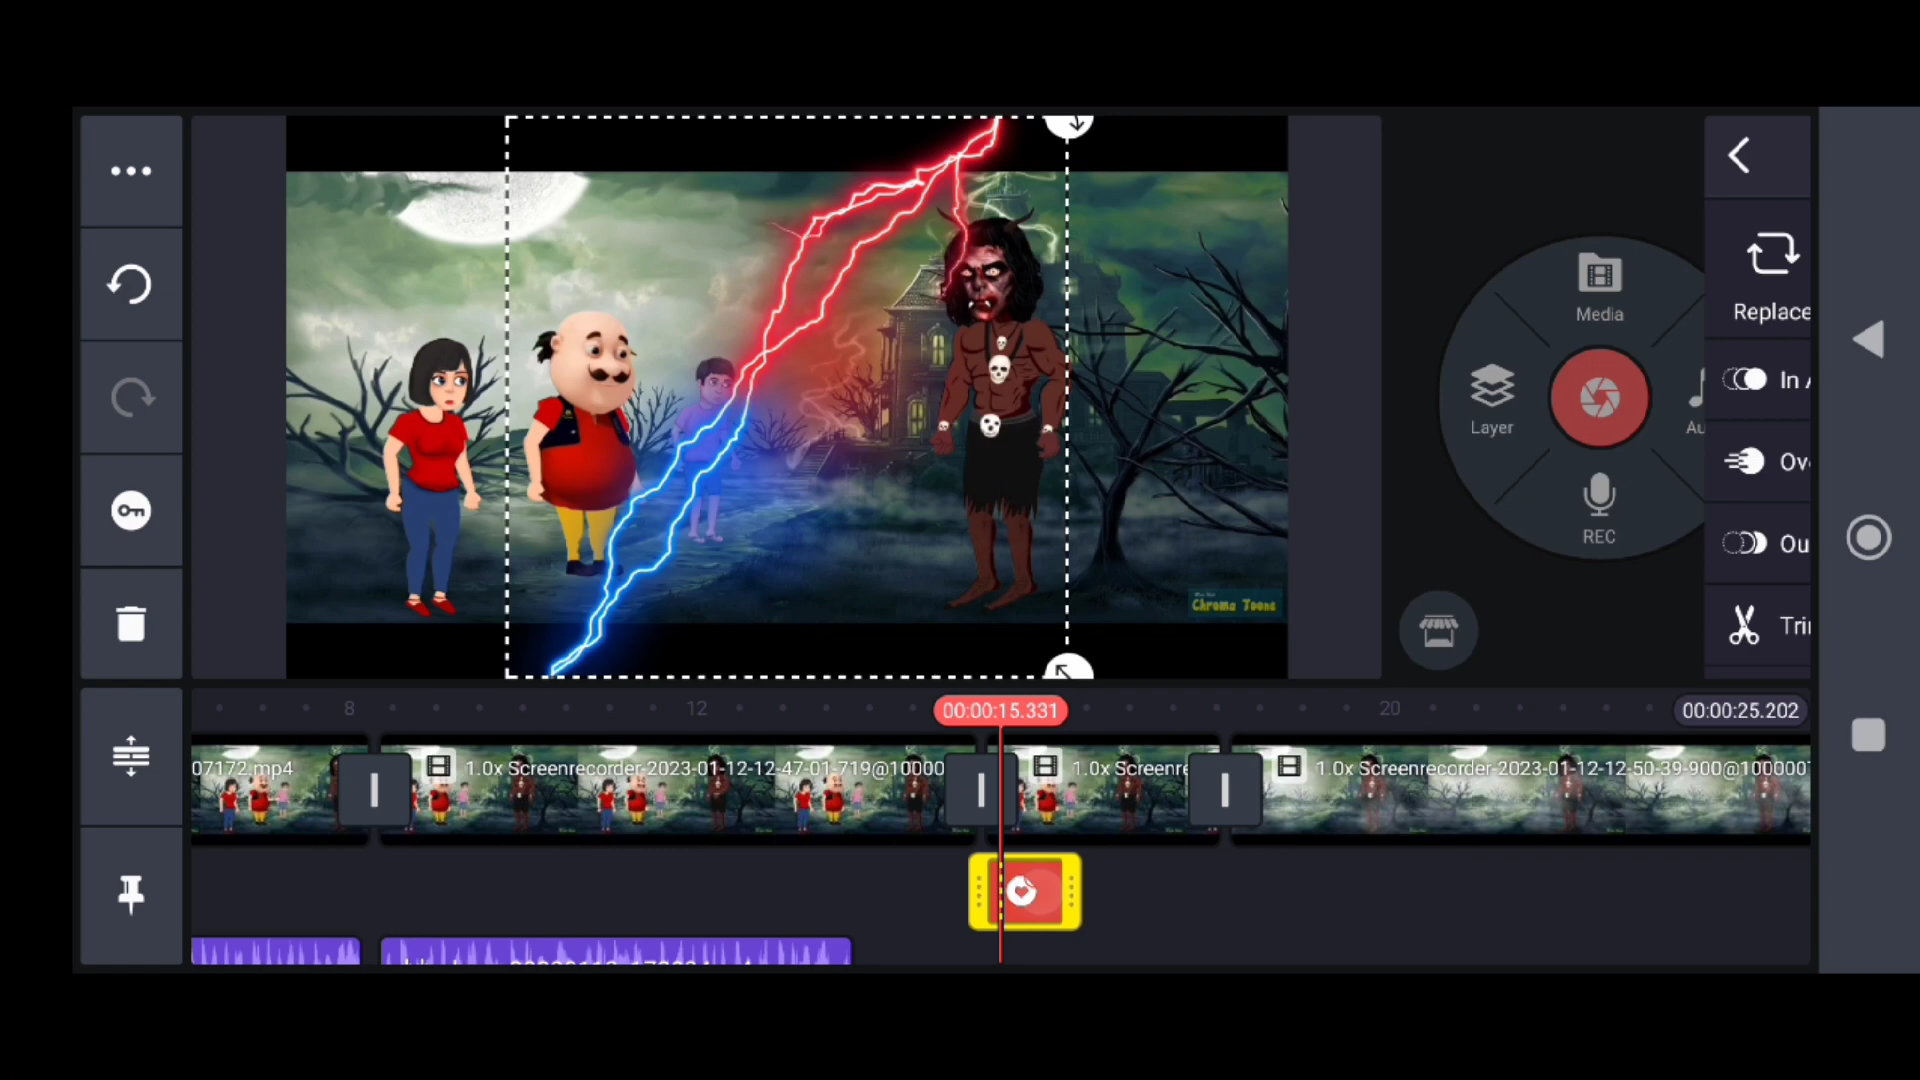 Media
Layer
Au
REC
Replace
In A
Ov
Ou
Tri
Chroma Toons
8
12
00:00:15.331
20
00:00:25.202
07172.mp4
1.0x Screenrecorder-2023-01-12-12-47-01-719@10000
1.0x Screenre
1.0x Screenrecorder-2023-01-12-12-50-39-900@100000